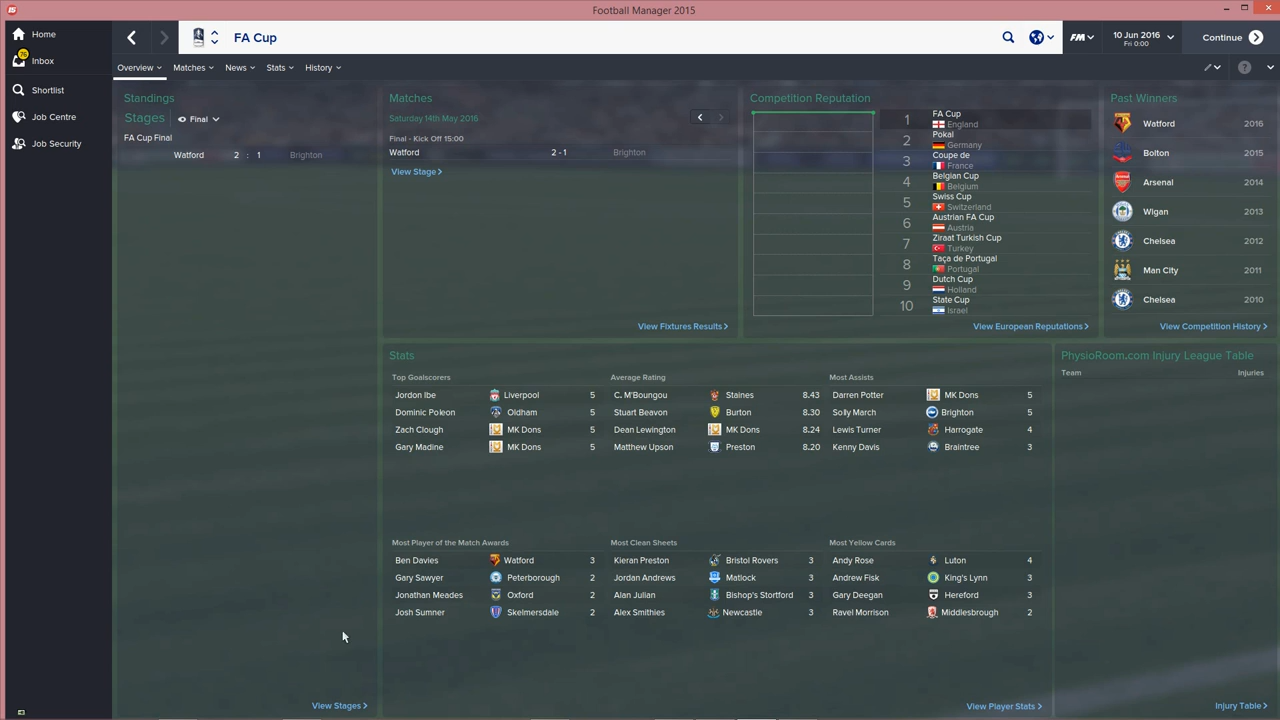 Football Manager 2015
Home
26
Inbox
Shortlist
Job Centre
Job Security
FA Cup
FM
10 Jun 2016
Fri 0:00
Continue
Overview Matches News Stats History
Standings
Stages Final
FA Cup Final
Watford 2 : 1 Brighton
View Stages
Matches
Saturday 14th May 2016
Final - Kick Off 15:00
Watford 2 - 1 Brighton
View Stage
View Fixtures Results
Competition Reputation
1 FA Cup
England
2 Pokal
Germany
3 Coupe de
France
4 Belgian Cup
Belgium
5 Swiss Cup
Switzerland
6 Austrian FA Cup
Austria
7 Ziraat Turkish Cup
Turkey
8 Taça de Portugal
Portugal
9 Dutch Cup
Holland
10 State Cup
Israel
View European Reputations
Past Winners
Watford 2016
Bolton 2015
Arsenal 2014
Wigan 2013
Chelsea 2012
Man City 2011
Chelsea 2010
View Competition History
Stats
Top Goalscorers
Jordon Ibe Liverpool 5
Dominic Poleon Oldham 5
Zach Clough MK Dons 5
Gary Madine MK Dons 5
Average Rating
C. M'Boungou Staines 8.43
Stuart Beavon Burton 8.30
Dean Lewington MK Dons 8.24
Matthew Upson Preston 8.20
Most Assists
Darren Potter MK Dons 5
Solly March Brighton 5
Lewis Turner Harrogate 4
Kenny Davis Braintree 3
Most Player of the Match Awards
Ben Davies Watford 3
Gary Sawyer Peterborough 2
Jonathan Meades Oxford 2
Josh Sumner Skelmersdale 2
Most Clean Sheets
Kieran Preston Bristol Rovers 3
Jordan Andrews Matlock 3
Alan Julian Bishop's Stortford 3
Alex Smithies Newcastle 3
Most Yellow Cards
Andy Rose Luton 4
Andrew Fisk King's Lynn 3
Gary Deegan Hereford 3
Ravel Morrison Middlesbrough 2
View Player Stats
PhysioRoom.com Injury League Table
Team Injuries
Injury Table